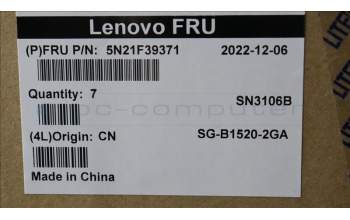 Lenovo FRU
(P)FRU P/N: 5N21F39371 2022-12-06
Quantity: 7 SN3106B
(4L)Origin: CN SG-B1520-2GA
Made in China